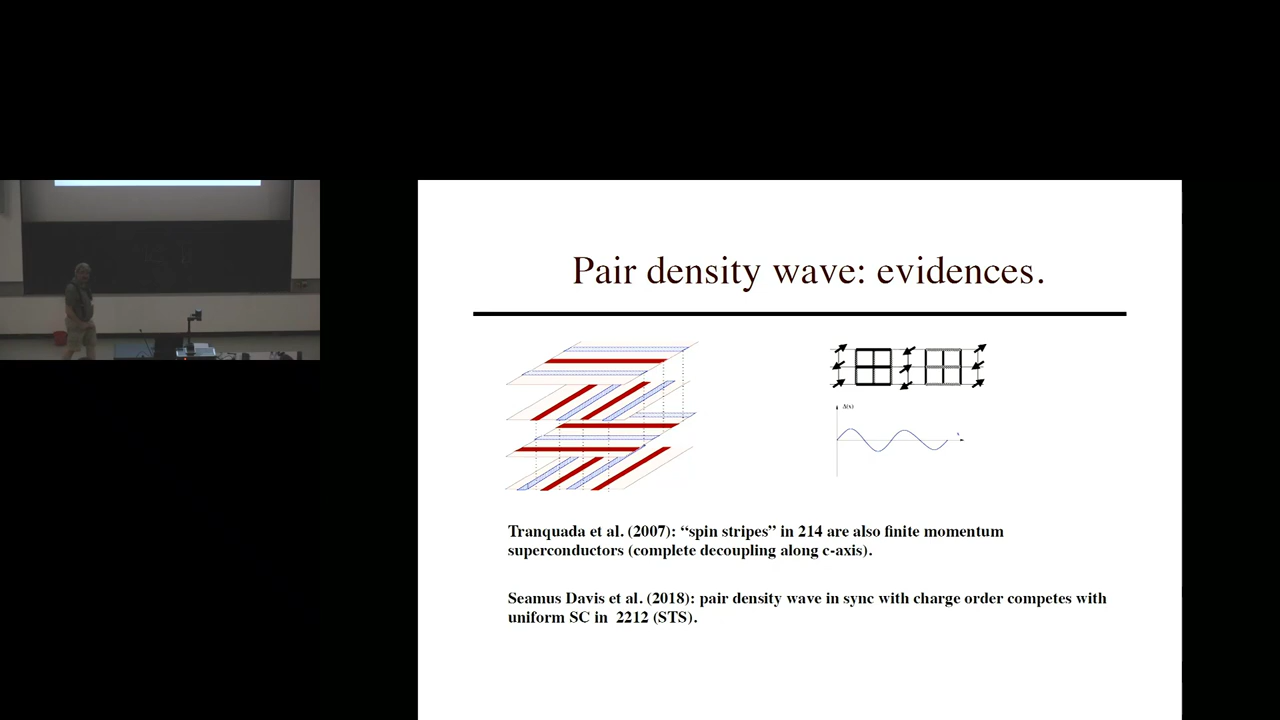 Pair density wave: evidences.
Δ(x)
x
Tranquada et al. (2007): “spin stripes” in 214 are also finite momentum
superconductors (complete decoupling along c-axis).
Seamus Davis et al. (2018): pair density wave in sync with charge order competes with
uniform SC in 2212 (STS).